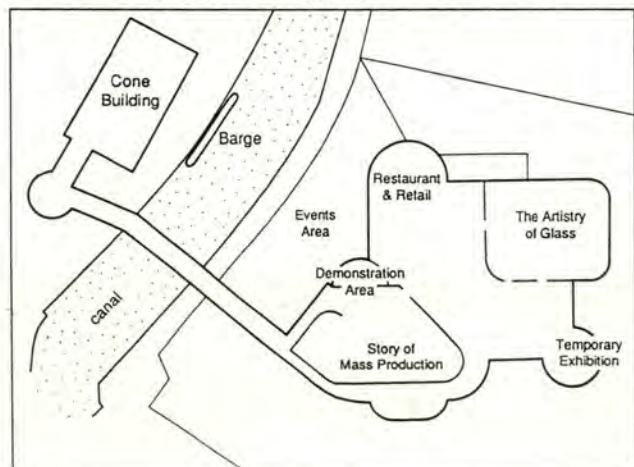 Cone
Building
Barge
canal
Events
Area
Restaurant
& Retail
The Artistry
of Glass
Demonstration
Area
Story of
Mass Production
Temporary
Exhibition